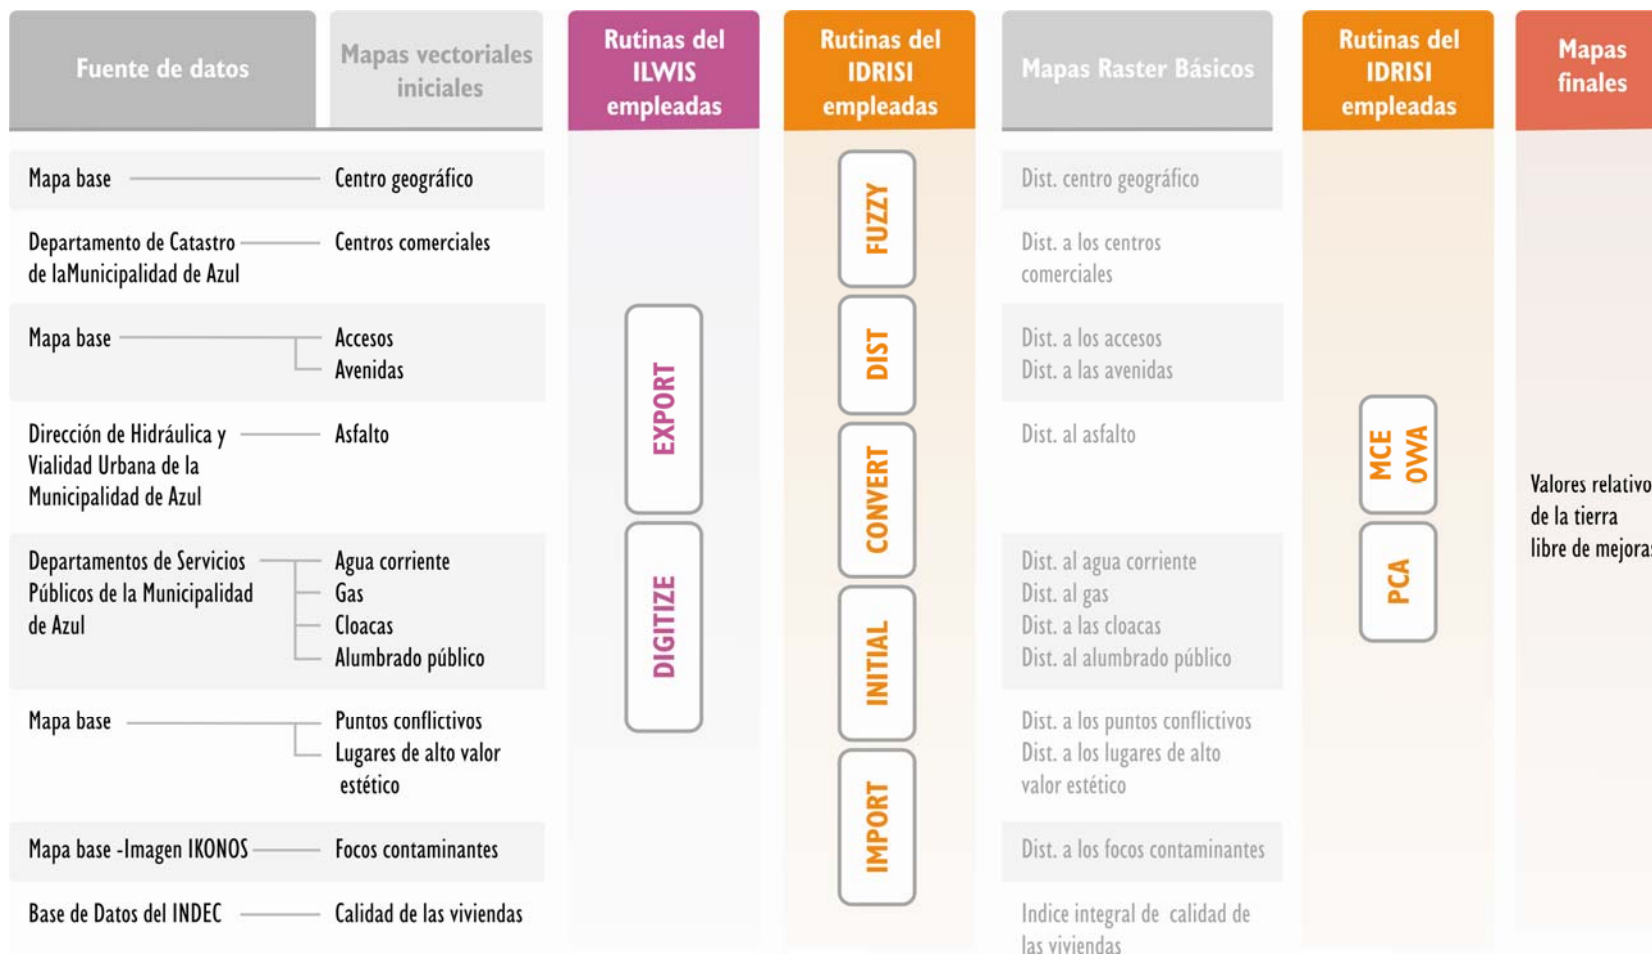 Fuente de datos
Mapas vectoriales
iniciales
Rutinas del
ILWIS
empleadas
Rutinas del
IDRISI
empleadas
Mapas Raster Básicos
Rutinas del
IDRISI
empleadas
Mapas
finales
Mapa base
Centro geográfico
Departamento de Catastro
de laMunicipalidad de Azul
Centros comerciales
Mapa base
Accesos
Avenidas
Dirección de Hidráulica y
Vialidad Urbana de la
Municipalidad de Azul
Asfalto
Departamentos de Servicios
Públicos de la Municipalidad
de Azul
Agua corriente
Gas
Cloacas
Alumbrado público
Mapa base
Puntos conflictivos
Lugares de alto valor
estético
Mapa base -Imagen IKONOS
Focos contaminantes
Base de Datos del INDEC
Calidad de las viviendas
EXPORT
DIGITIZE
FUZZY
DIST
CONVERT
INITIAL
IMPORT
Dist. centro geográfico
Dist. a los centros
comerciales
Dist. a los accesos
Dist. a las avenidas
Dist. al asfalto
Dist. al agua corriente
Dist. al gas
Dist. a las cloacas
Dist. al alumbrado público
Dist. a los puntos conflictivos
Dist. a los lugares de alto
valor estético
Dist. a los focos contaminantes
Indice integral de calidad de
las viviendas
MCE
OWA
PCA
Valores relativo
de la tierra
libre de mejoras